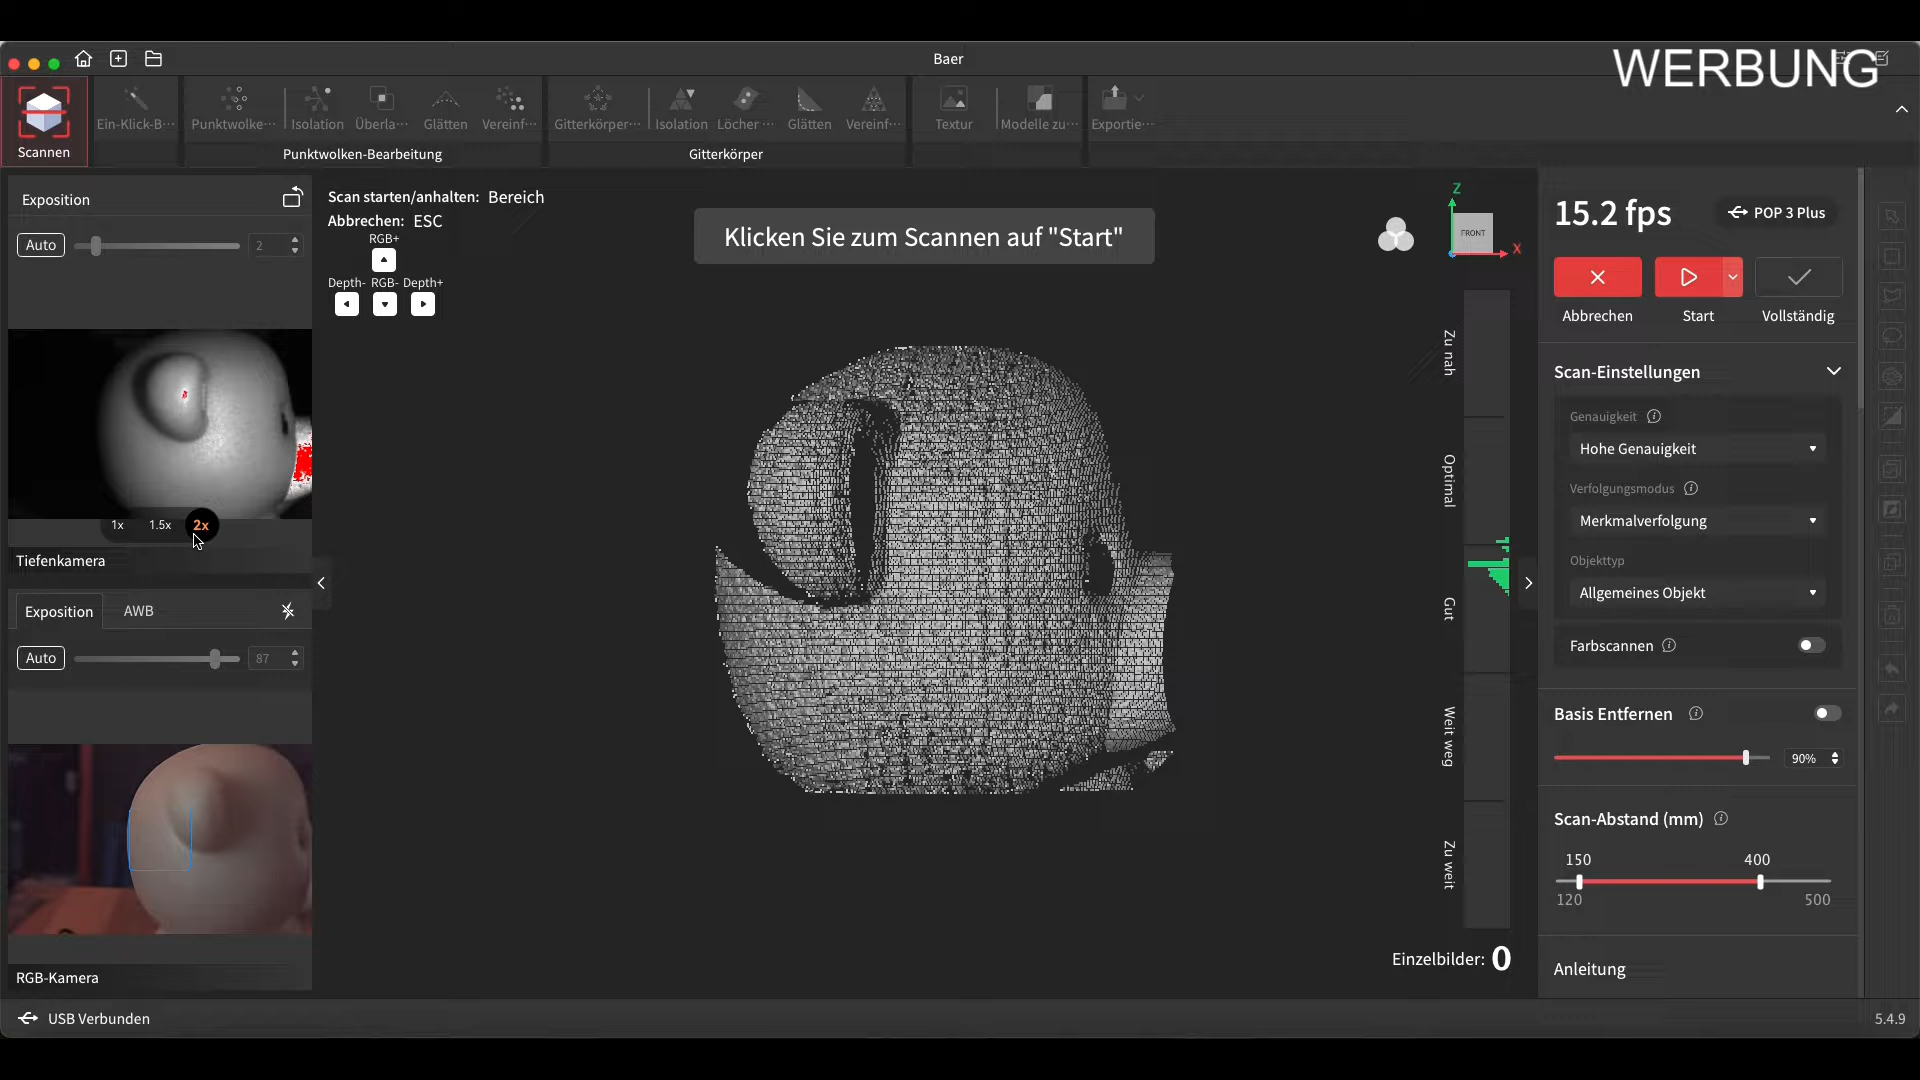 Baer
WERBUNG
Scannen
Ein-Klick-B···
Punktwolke···
Isolation
Überla···
Glätten
Vereinf···
Punktwolken-Bearbeitung
Gitterkörper···
Isolation
Löcher ···
Glätten
Vereinf···
Gitterkörper
Textur
Modelle zu···
Exportie···
Exposition
Auto
2
1x
1.5x
2x
Tiefenkamera
Exposition
AWB
Auto
87
RGB-Kamera
Scan starten/anhalten: Bereich
Abbrechen: ESC
RGB+
Depth- RGB- Depth+
Klicken Sie zum Scannen auf "Start"
Z
FRONT
X
Zu nah
Optimal
Gut
Weit weg
Zu weit
Einzelbilder: 0
15.2 fps
POP 3 Plus
Abbrechen
Start
Vollständig
Scan-Einstellungen
Genauigkeit
Hohe Genauigkeit
Verfolgungsmodus
Merkmalverfolgung
Objekttyp
Allgemeines Objekt
Farbscannen
Basis Entfernen
90%
Scan-Abstand (mm)
150
400
120
500
Anleitung
USB Verbunden
5.4.9